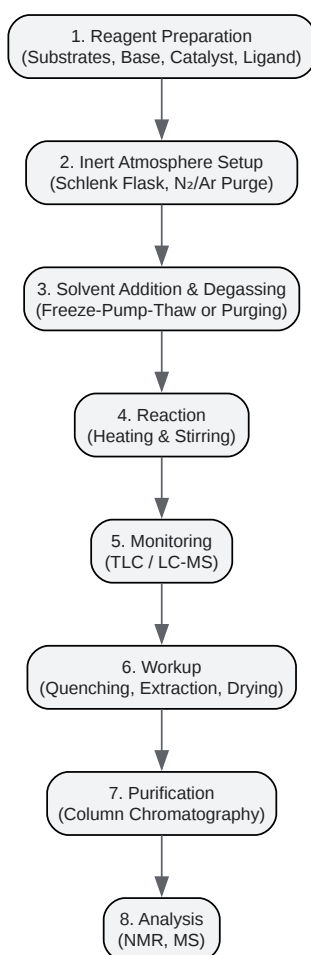 1. Reagent Preparation
(Substrates, Base, Catalyst, Ligand)
2. Inert Atmosphere Setup
(Schlenk Flask, N₂/Ar Purge)
3. Solvent Addition & Degassing
(Freeze-Pump-Thaw or Purging)
4. Reaction
(Heating & Stirring)
5. Monitoring
(TLC / LC-MS)
6. Workup
(Quenching, Extraction, Drying)
7. Purification
(Column Chromatography)
8. Analysis
(NMR, MS)